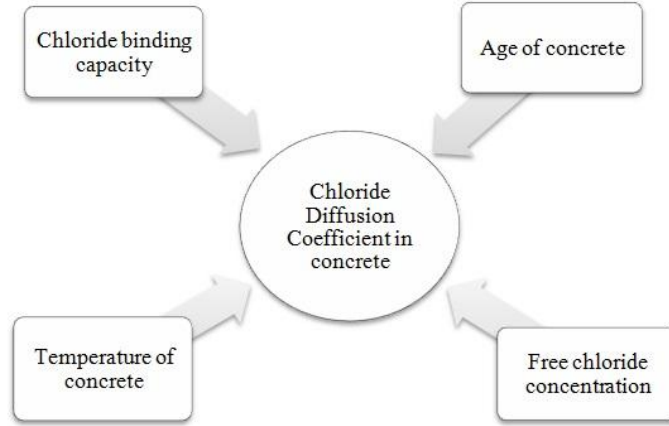 Chloride binding
capacity
Age of concrete
Chloride
Diffusion
Coefficient in
concrete
Temperature of
concrete
Free chloride
concentration